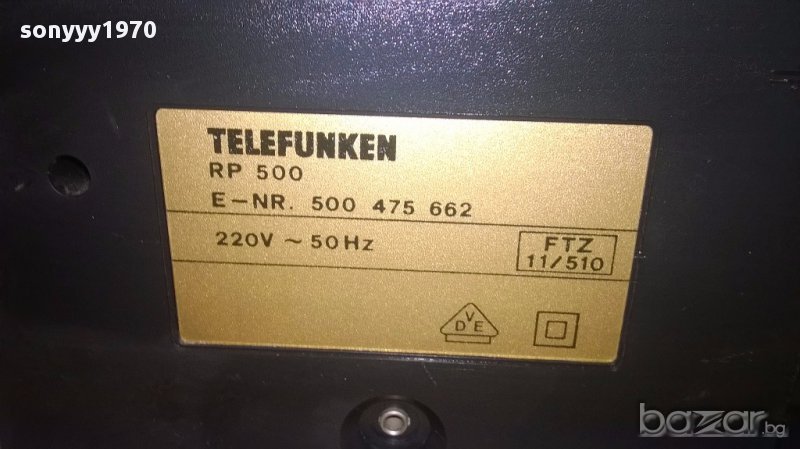 sonyyy1970
TELEFUNKEN
RP 500
E-NR. 500 475 662
220V ~ 50Hz
FTZ
11/510
VDE
bazar.bg